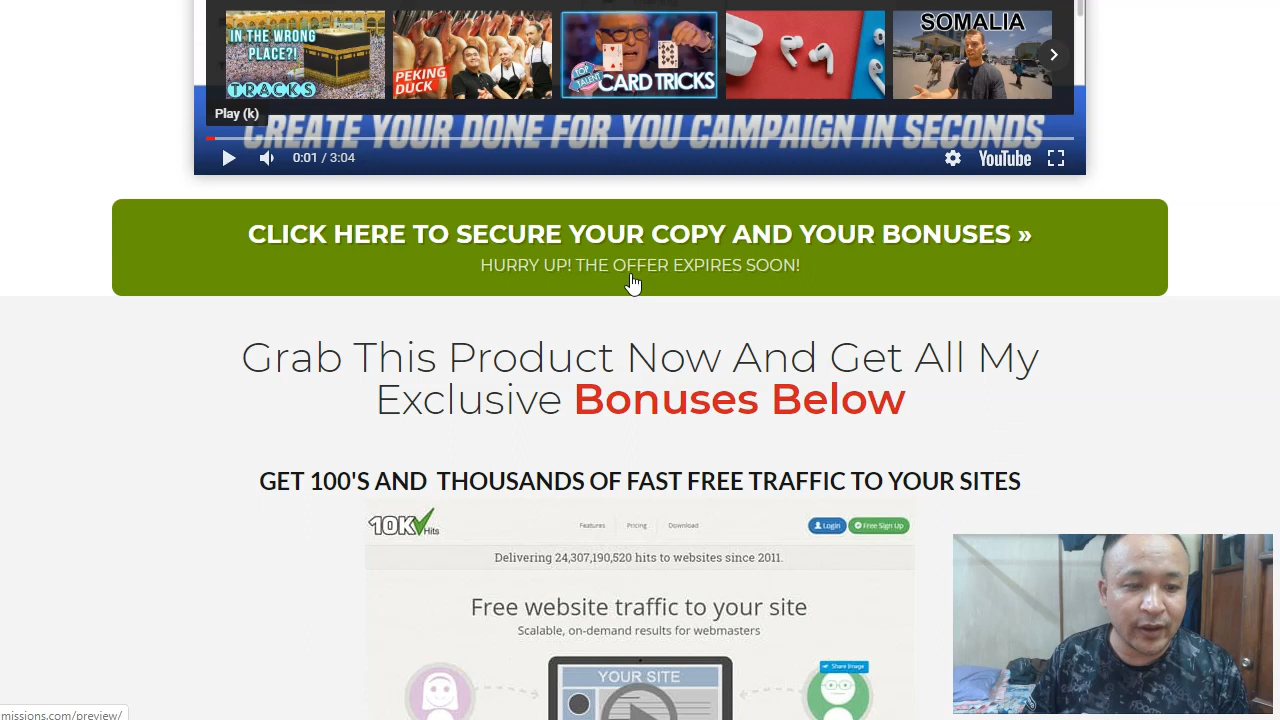 IN THE WRONG
PLACE?!
TRACKS
PEKING
DUCK
TOP
TALENT
CARD TRICKS
SOMALIA
Play (k)
CREATE YOUR DONE FOR YOU CAMPAIGN IN SECONDS
0:01 / 3:04
YouTube
CLICK HERE TO SECURE YOUR COPY AND YOUR BONUSES »
HURRY UP! THE OFFER EXPIRES SOON!
Grab This Product Now And Get All My
Exclusive Bonuses Below
GET 100'S AND THOUSANDS OF FAST FREE TRAFFIC TO YOUR SITES
10K Hits
Features
Pricing
Download
Login
Free Sign Up
Delivering 24,307,190,520 hits to websites since 2011.
Free website traffic to your site
Scalable, on-demand results for webmasters
Share Image
YOUR SITE
missions.com/preview/